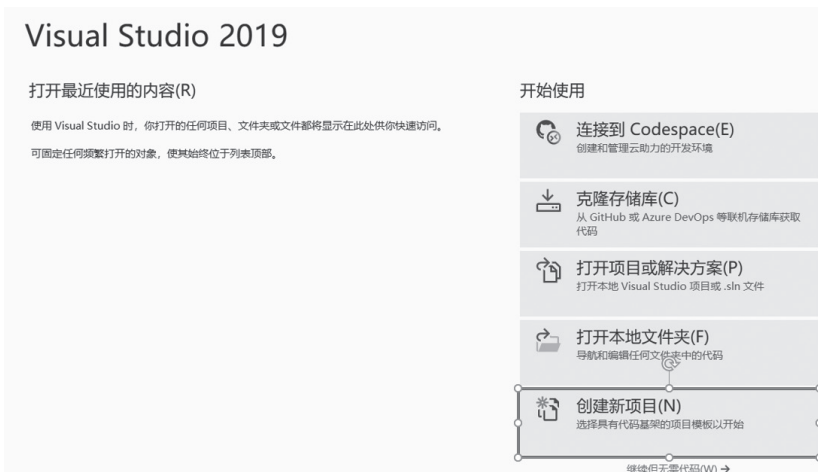 Visual Studio 2019
打开最近使用的内容(R)
使用 Visual Studio 时，你打开的任何项目、文件夹或文件都将显示在此处供你快速访问。
可固定任何频繁打开的对象，使其始终位于列表顶部。
开始使用
连接到 Codespace(E)
创建和管理云助力的开发环境
克隆存储库(C)
从 GitHub 或 Azure DevOps 等联机存储库获取
代码
打开项目或解决方案(P)
打开本地 Visual Studio 项目或 .sln 文件
打开本地文件夹(F)
导航和编辑任何文件夹中的代码
创建新项目(N)
选择具有代码基架的项目模板以开始
继续但无需代码(W) →